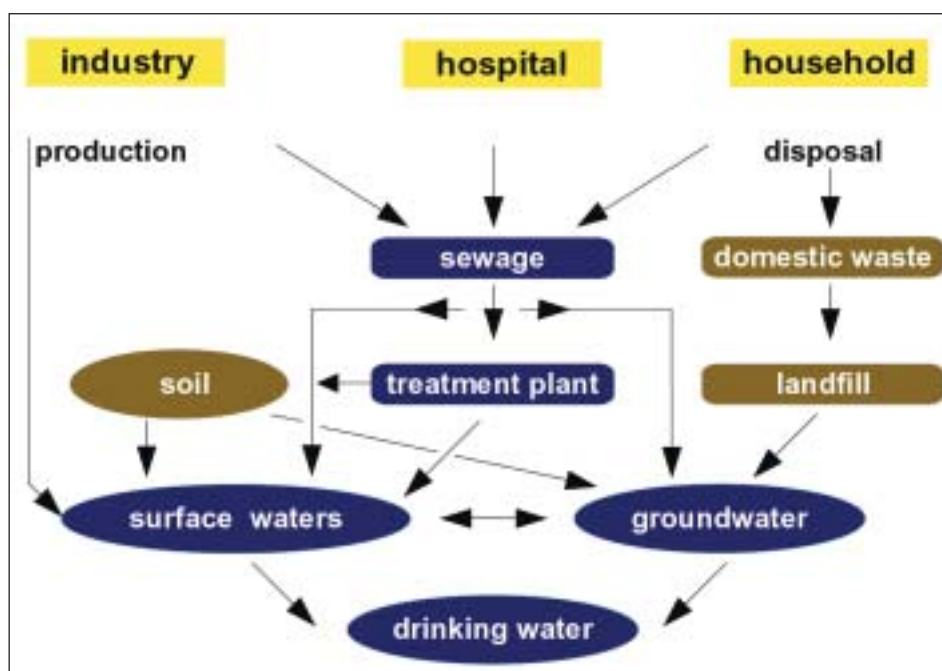 industry
hospital
household
production
disposal
sewage
domestic waste
soil
treatment plant
landfill
surface waters
groundwater
drinking water